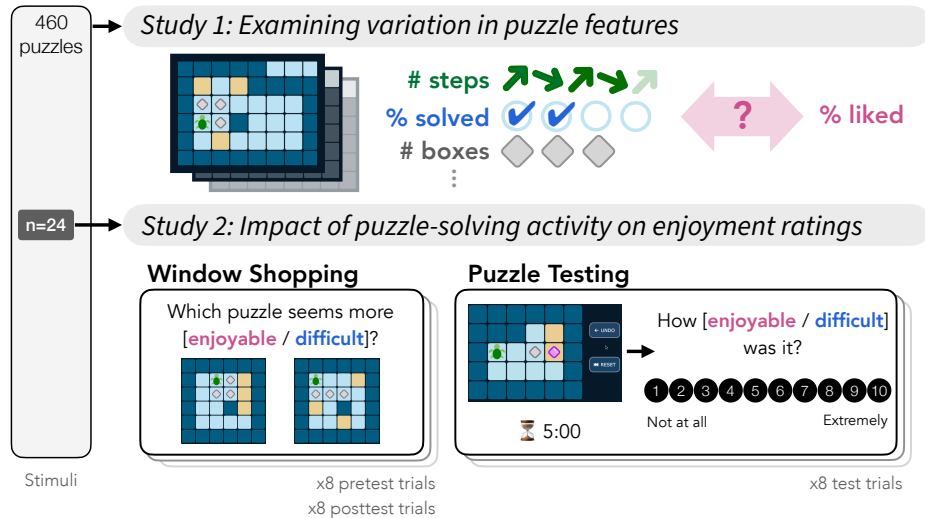 460
puzzles
Study 1: Examining variation in puzzle features
# steps
% solved
# boxes
?
% liked
n=24
Study 2: Impact of puzzle-solving activity on enjoyment ratings
Window Shopping
Which puzzle seems more
[enjoyable / difficult]?
Puzzle Testing
← UNDO
RESET
5:00
How [enjoyable / difficult]
was it?
1 2 3 4 5 6 7 8 9 10
Not at all
Extremely
Stimuli
x8 pretest trials
x8 posttest trials
x8 test trials